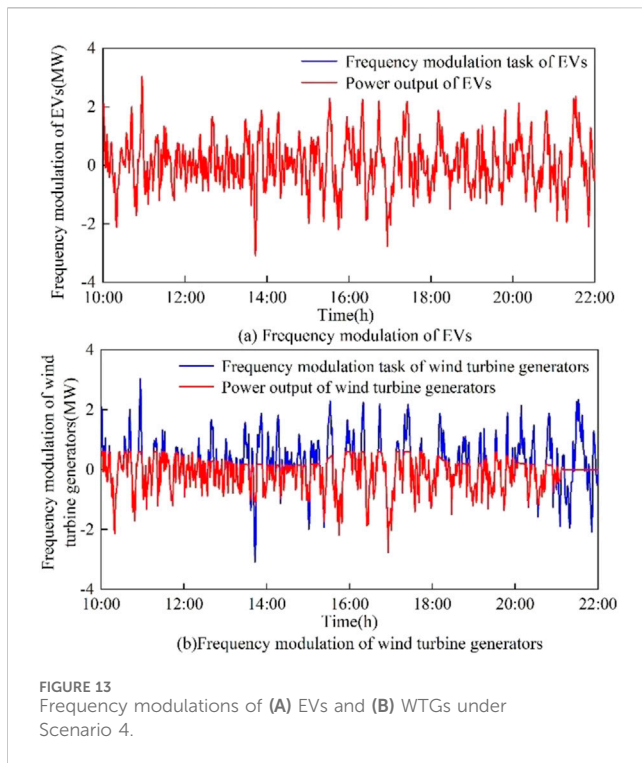 4
2
0
-2
-4
Frequency modulation
of EVs(MW)
Frequency modulation task of EVs
Power output of EVs
10:00 12:00 14:00 16:00 18:00 20:00 22:00
Time(h)
(a) Frequency modulation of EVs
4
2
0
-2
-4
Frequency modulation of wind
turbine generators(MW)
Frequency modulation task of wind turbine generators
Power output of wind turbine generators
10:00 12:00 14:00 16:00 18:00 20:00 22:00
Time(h)
(b)Frequency modulation of wind turbine generators
FIGURE 13
Frequency modulations of (A) EVs and (B) WTGs under
Scenario 4.